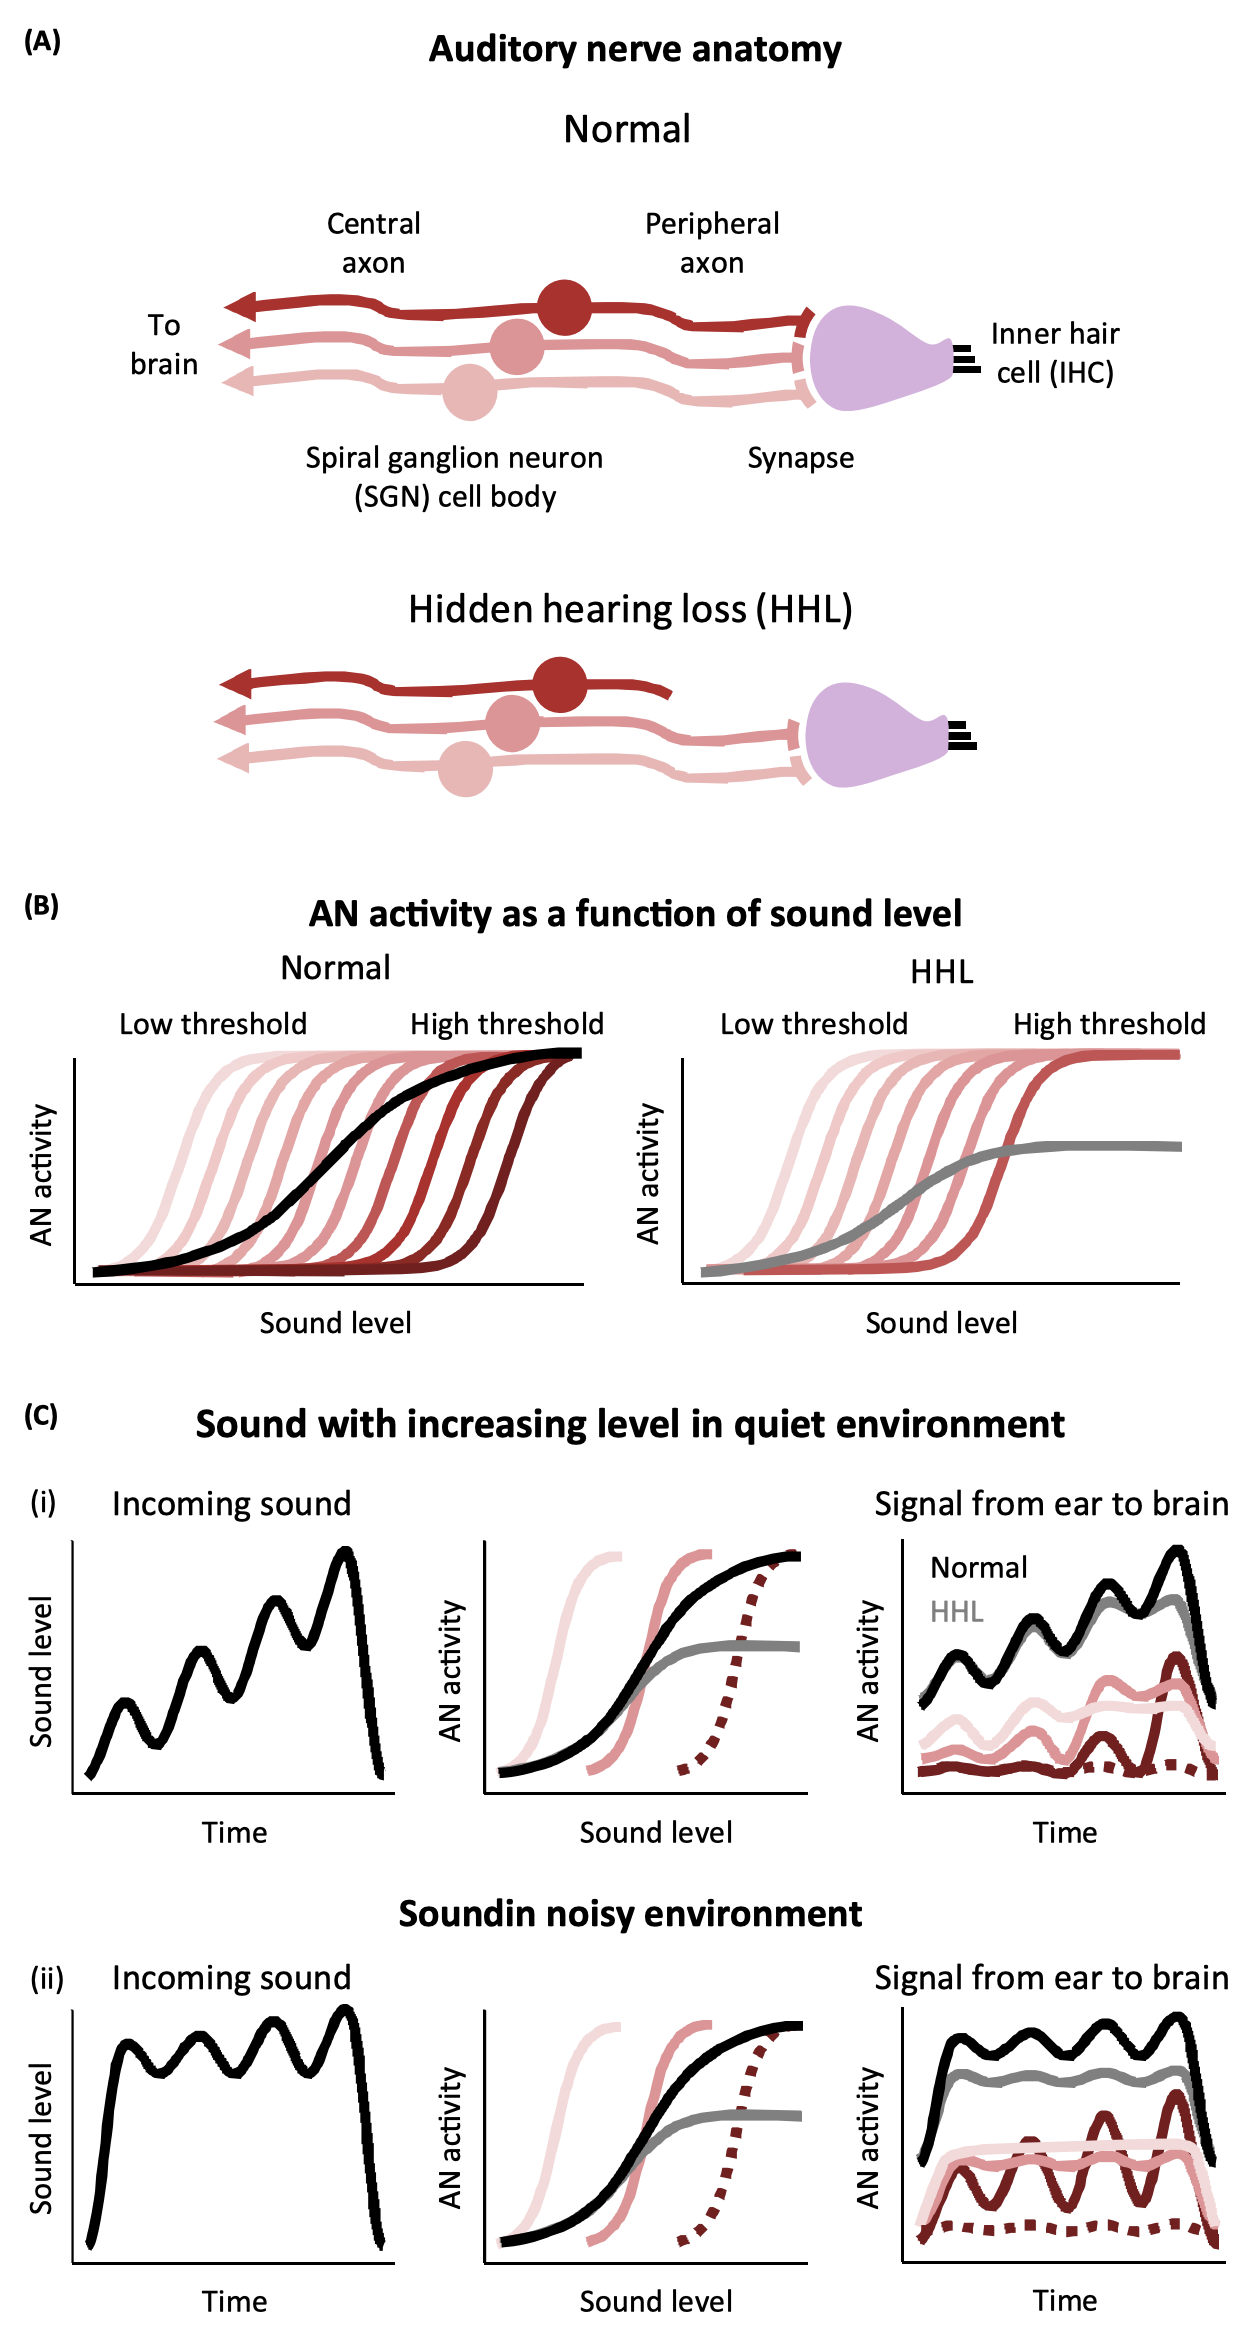 (A)
Auditory nerve anatomy
Normal
Central
axon
Peripheral
axon
To
brain
Inner hair
cell (IHC)
Spiral ganglion neuron
(SGN) cell body
Synapse
Hidden hearing loss (HHL)
(B)
AN activity as a function of sound level
Normal
HHL
Low threshold
High threshold
Low threshold
High threshold
AN activity
AN activity
Sound level
Sound level
(C)
Sound with increasing level in quiet environment
(i)
Incoming sound
Signal from ear to brain
Sound level
AN activity
AN activity
Normal
HHL
Time
Sound level
Time
Soundin noisy environment
(ii)
Incoming sound
Signal from ear to brain
Sound level
AN activity
AN activity
Time
Sound level
Time